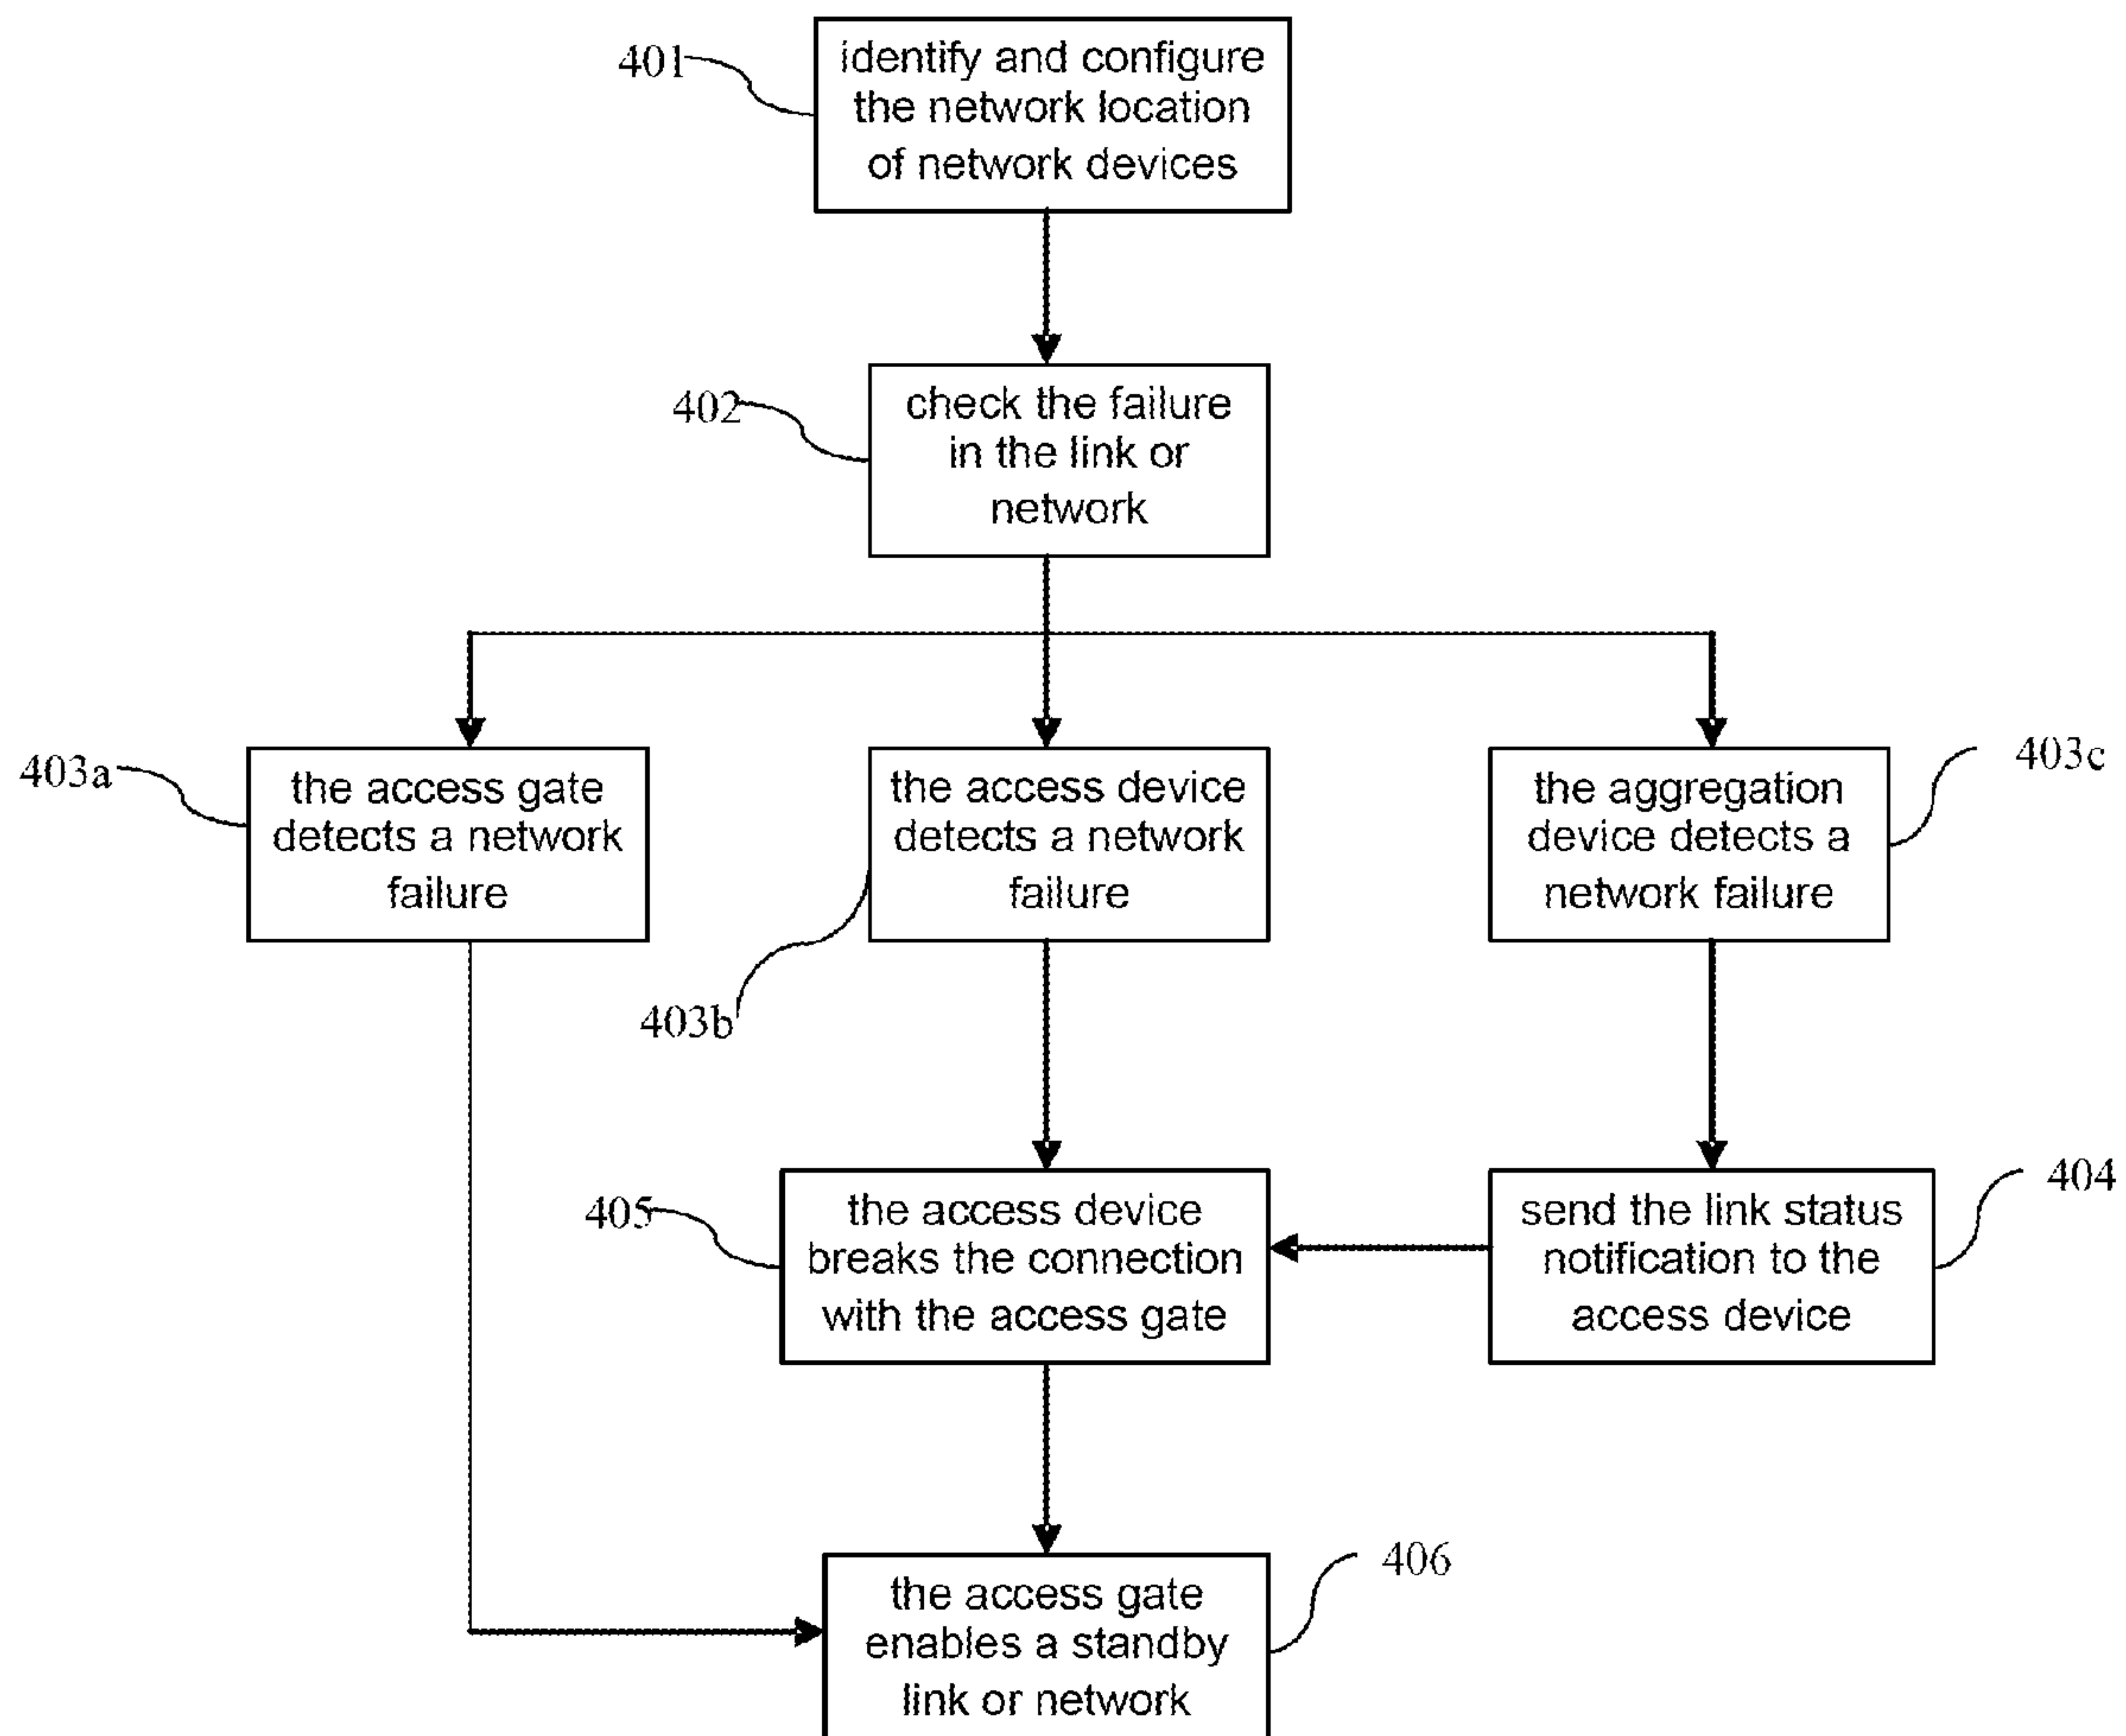 401
identify and configure
the network location
of network devices
402
check the failure
in the link or
network
403a
the access gate
detects a network
failure
403b
the access device
detects a network
failure
403c
the aggregation
device detects a
network failure
405
the access device
breaks the connection
with the access gate
404
send the link status
notification to the
access device
406
the access gate
enables a standby
link or network